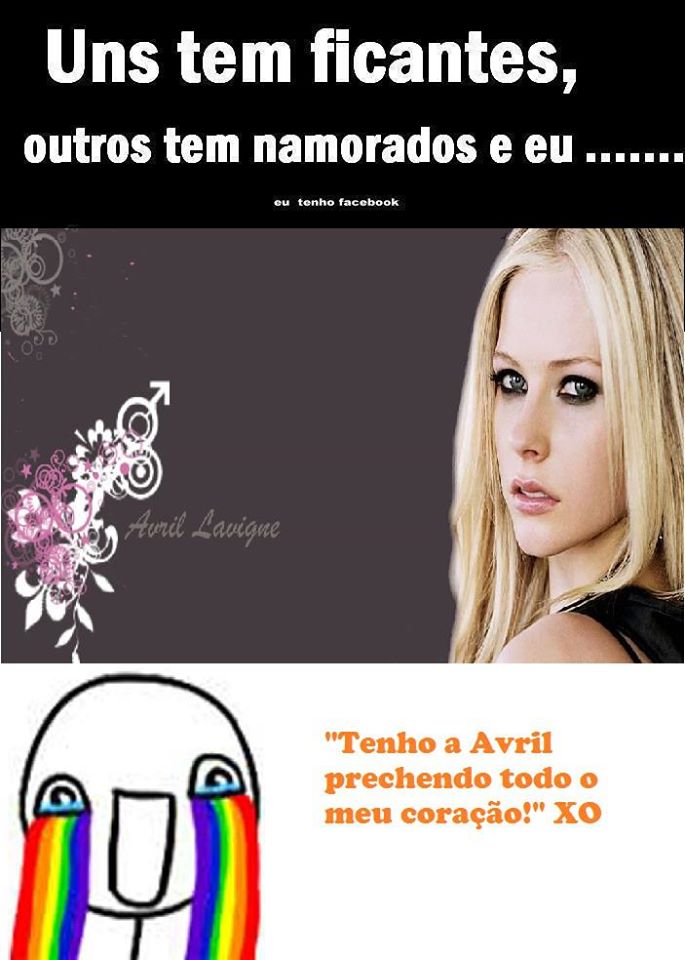 Uns tem ficantes,
outros tem namorados e eu .......
eu tenho facebook
Avril Lavigne
"Tenho a Avril
prechendo todo o
meu coração!" XO